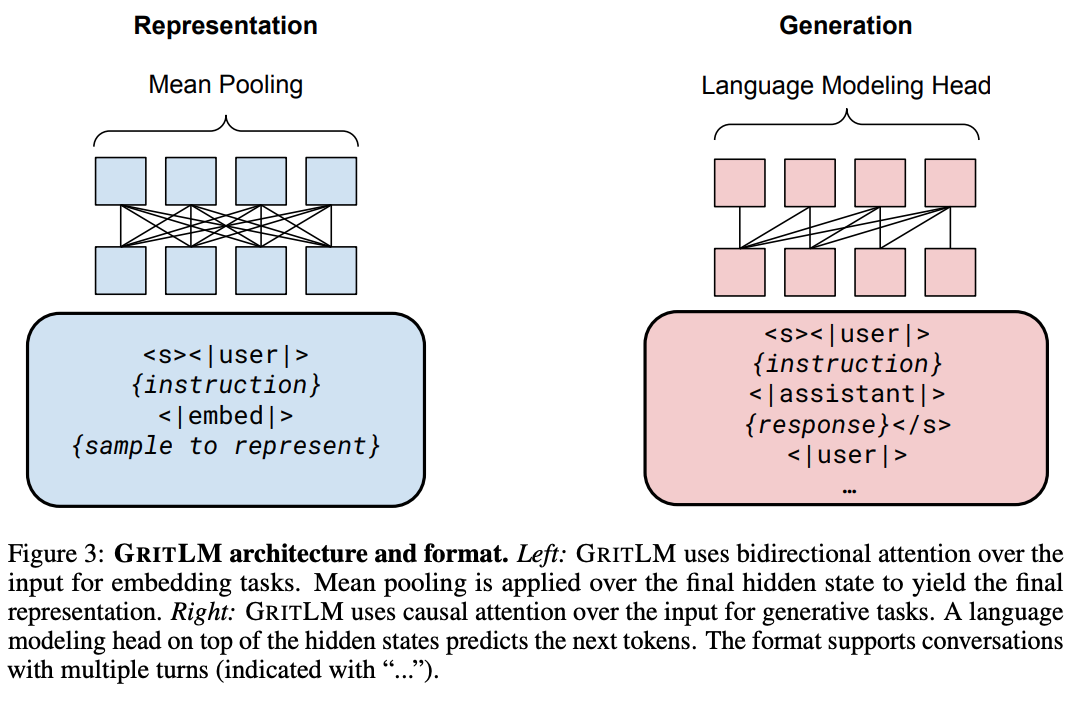 Representation
Mean Pooling
<s><|user|>
{instruction}
<|embed|>
{sample to represent}
Generation
Language Modeling Head
<s><|user|>
{instruction}
<|assistant|>
{response}</s>
<|user|>
…
Figure 3: GRITLM architecture and format. Left: GRITLM uses bidirectional attention over the
input for embedding tasks. Mean pooling is applied over the final hidden state to yield the final
representation. Right: GRITLM uses causal attention over the input for generative tasks. A language
modeling head on top of the hidden states predicts the next tokens. The format supports conversations
with multiple turns (indicated with “...”).